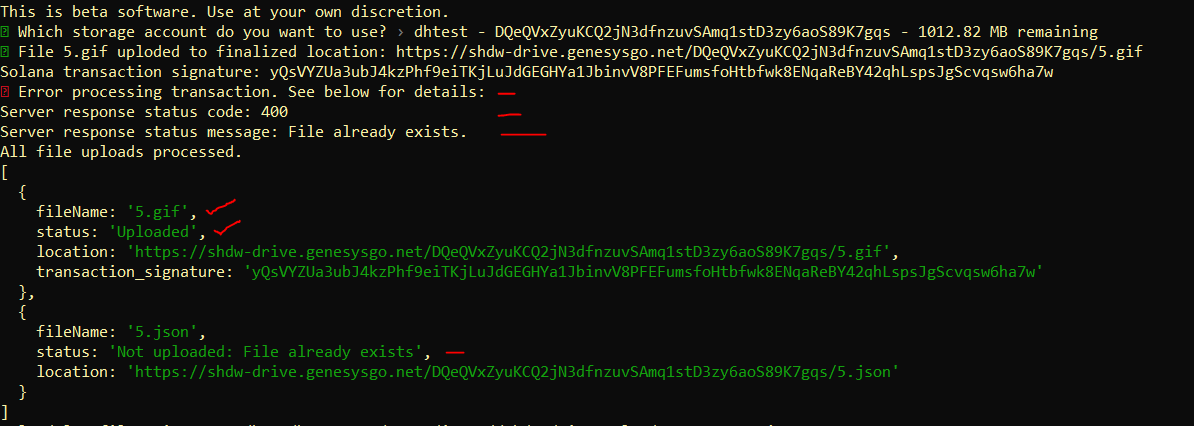 This is beta software. Use at your own discretion.
Which storage account do you want to use? › dhtest - DQeQVxZyuKCQ2jN3dfnzuvSAmq1stD3zy6aoS89K7gqs - 1012.82 MB remaining
File 5.gif uploded to finalized location: https://shdw-drive.genesysgo.net/DQeQVxZyuKCQ2jN3dfnzuvSAmq1stD3zy6aoS89K7gqs/5.gif
Solana transaction signature: yQsVYZUa3ubJ4kzPhf9eiTKjLuJdGEGHYa1JbinvV8PFEFumsfoHtbfwk8ENqaReBY42qhLspsJgScvqsw6ha7w
Error processing transaction. See below for details:
Server response status code: 400
Server response status message: File already exists.
All file uploads processed.
[
{
fileName: '5.gif',
status: 'Uploaded',
location: 'https://shdw-drive.genesysgo.net/DQeQVxZyuKCQ2jN3dfnzuvSAmq1stD3zy6aoS89K7gqs/5.gif',
transaction_signature: 'yQsVYZUa3ubJ4kzPhf9eiTKjLuJdGEGHYa1JbinvV8PFEFumsfoHtbfwk8ENqaReBY42qhLspsJgScvqsw6ha7w'
},
{
fileName: '5.json',
status: 'Not uploaded: File already exists',
location: 'https://shdw-drive.genesysgo.net/DQeQVxZyuKCQ2jN3dfnzuvSAmq1stD3zy6aoS89K7gqs/5.json'
}
]